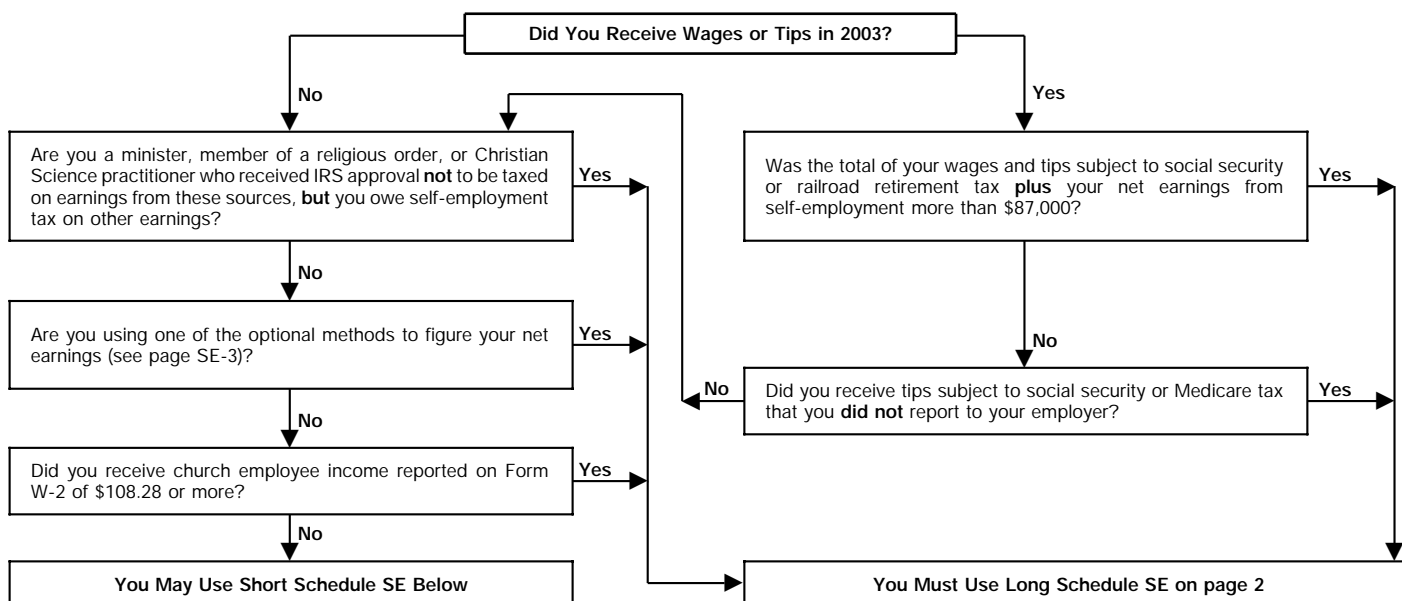 Did You Receive Wages or Tips in 2003?
No
Yes
Are you a minister, member of a religious order, or Christian
Science practitioner who received IRS approval not to be taxed
on earnings from these sources, but you owe self-employment
tax on other earnings?
Yes
Was the total of your wages and tips subject to social security
or railroad retirement tax plus your net earnings from
self-employment more than $87,000?
Yes
No
Are you using one of the optional methods to figure your net
earnings (see page SE-3)?
Yes
No
No
Did you receive tips subject to social security or Medicare tax
that you did not report to your employer?
Yes
No
Did you receive church employee income reported on Form
W-2 of $108.28 or more?
Yes
No
You May Use Short Schedule SE Below
You Must Use Long Schedule SE on page 2